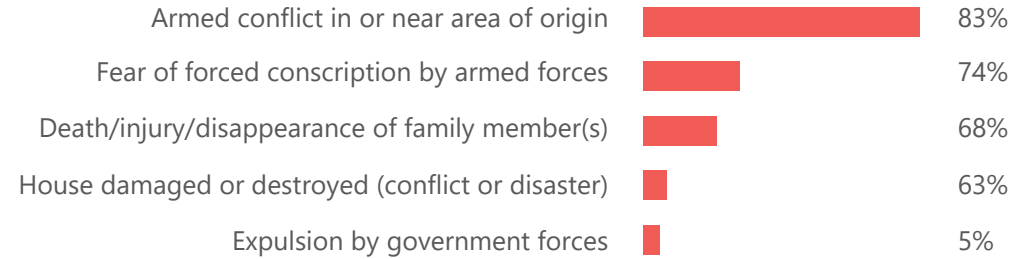 Armed conflict in or near area of origin 83%
Fear of forced conscription by armed forces 74%
Death/injury/disappearance of family member(s) 68%
House damaged or destroyed (conflict or disaster) 63%
Expulsion by government forces 5%